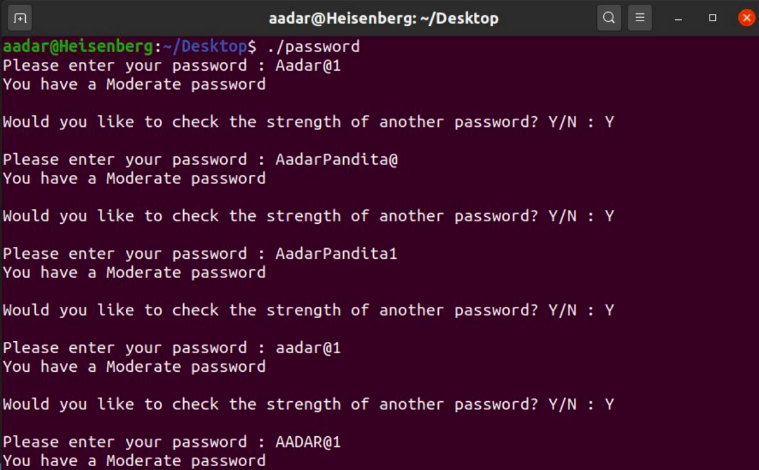 aadar@Heisenberg: ~/Desktop
aadar@Heisenberg:~/Desktop$ ./password
Please enter your password : Aadar@1
You have a Moderate password
Would you like to check the strength of another password? Y/N : Y
Please enter your password : AadarPandita@
You have a Moderate password
Would you like to check the strength of another password? Y/N : Y
Please enter your password : AadarPandita1
You have a Moderate password
Would you like to check the strength of another password? Y/N : Y
Please enter your password : aadar@1
You have a Moderate password
Would you like to check the strength of another password? Y/N : Y
Please enter your password : AADAR@1
You have a Moderate password